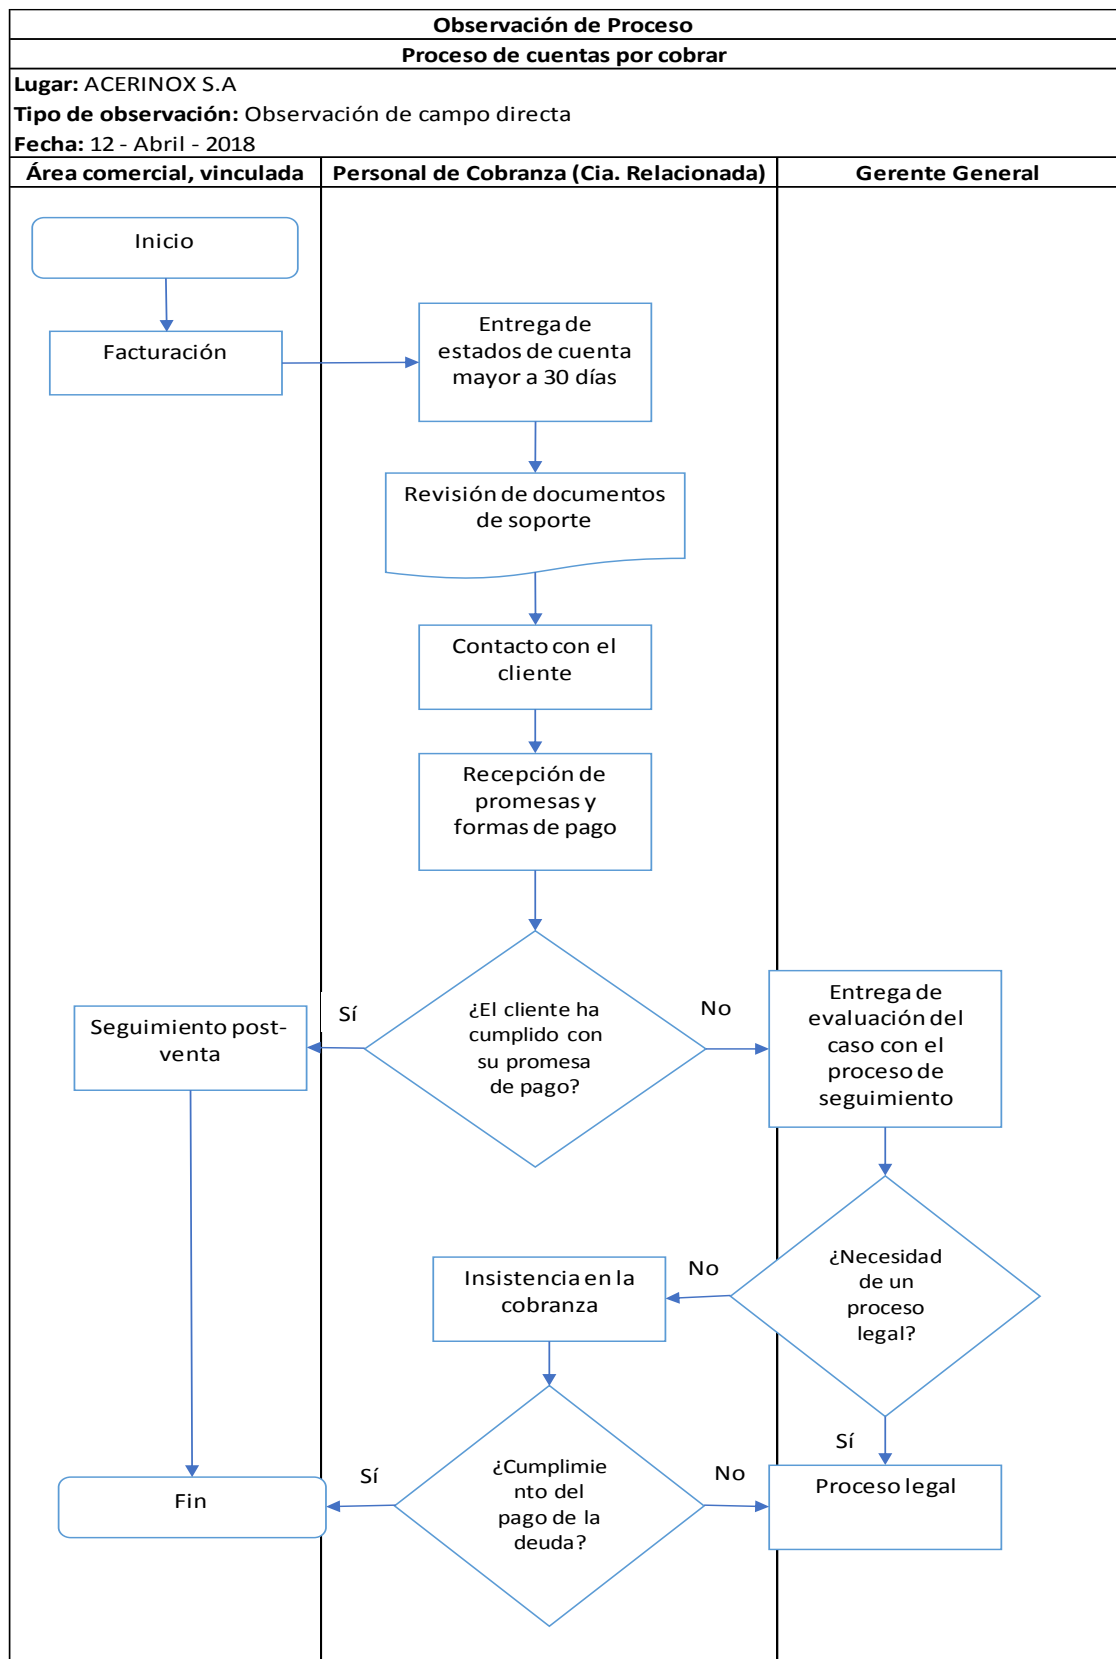 Observación de Proceso
Proceso de cuentas por cobrar
Lugar: ACERINOX S.A
Tipo de observación: Observación de campo directa
Fecha: 12 - Abril - 2018
Área comercial, vinculada
Personal de Cobranza (Cia. Relacionada)
Gerente General
Inicio
Facturación
Entrega de
estados de cuenta
mayor a 30 días
Revisión de documentos
de soporte
Contacto con el
cliente
Recepción de
promesas y
formas de pago
¿El cliente ha
cumplido con
su promesa
de pago?
Sí
No
Seguimiento post-
venta
Entrega de
evaluación del
caso con el
proceso de
seguimiento
¿Necesidad
de un
proceso
legal?
No
Sí
Insistencia en la
cobranza
¿Cumplimie
nto del
pago de la
deuda?
Sí
No
Proceso legal
Fin